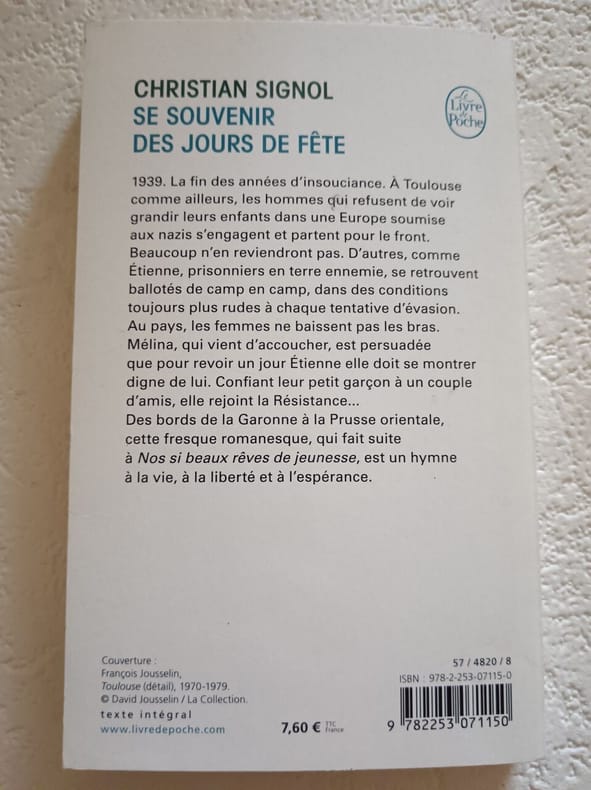 CHRISTIAN SIGNOL
SE SOUVENIR
DES JOURS DE FÊTE
Le
Livre
de
Poche
1939. La fin des années d'insouciance. À Toulouse
comme ailleurs, les hommes qui refusent de voir
grandir leurs enfants dans une Europe soumise
aux nazis s'engagent et partent pour le front.
Beaucoup n'en reviendront pas. D'autres, comme
Étienne, prisonniers en terre ennemie, se retrouvent
ballotés de camp en camp, dans des conditions
toujours plus rudes à chaque tentative d'évasion.
Au pays, les femmes ne baissent pas les bras.
Mélina, qui vient d'accoucher, est persuadée
que pour revoir un jour Étienne elle doit se montrer
digne de lui. Confiant leur petit garçon à un couple
d'amis, elle rejoint la Résistance...
Des bords de la Garonne à la Prusse orientale,
cette fresque romanesque, qui fait suite
à Nos si beaux rêves de jeunesse, est un hymne
à la vie, à la liberté et à l'espérance.
Couverture :
François Jousselin,
Toulouse (détail), 1970-1979.
© David Jousselin / La Collection.
texte intégral
www.livredepoche.com
7,60 € TTC
France
57 / 4820 / 8
ISBN : 978-2-253-07115-0
9 782253 071150